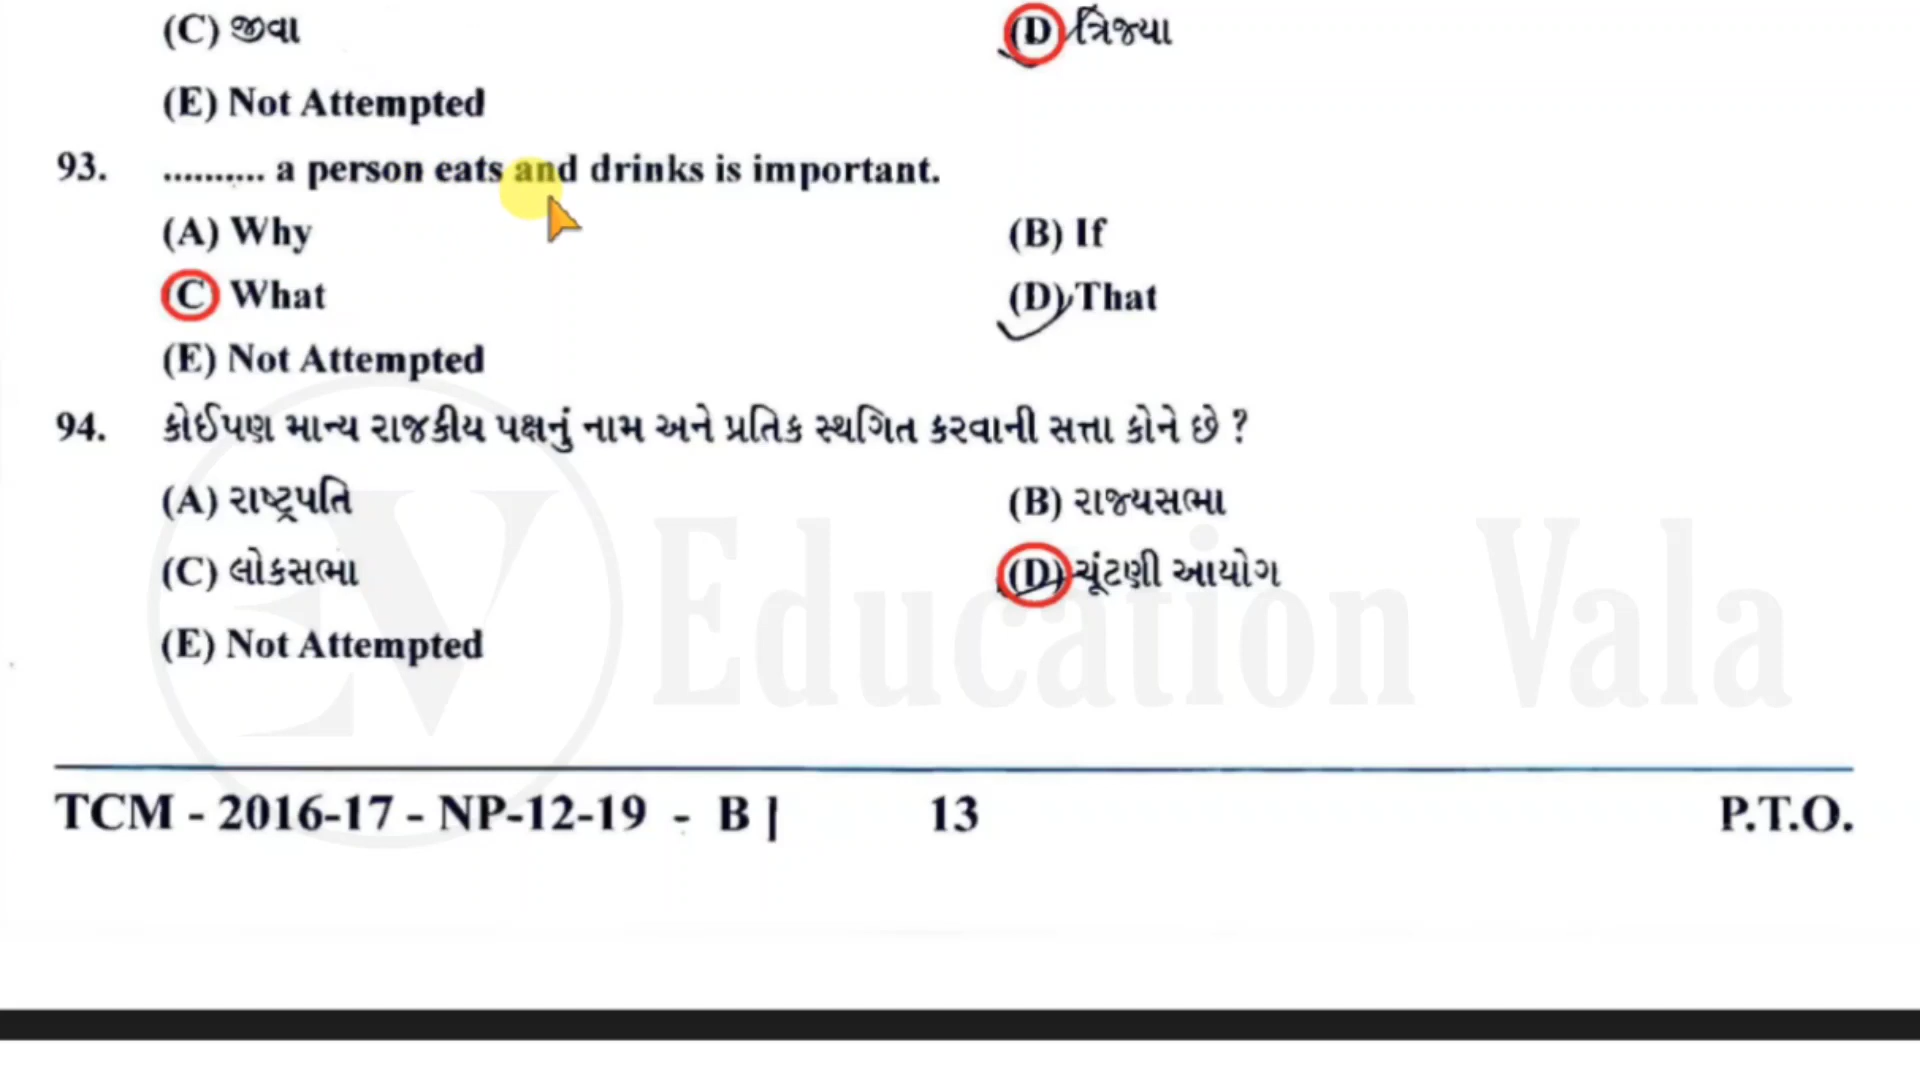 (C) જીવા
(D) ત્રિજ્યા
(E) Not Attempted
93. .......... a person eats and drinks is important.
(A) Why
(B) If
(C) What
(D) That
(E) Not Attempted
94. કોઈપણ માન્ય રાજકીય પક્ષનું નામ અને પ્રતિક સ્થગિત કરવાની સત્તા કોને છે ?
(A) રાષ્ટ્રપતિ
(B) રાજ્યસભા
(C) લોકસભા
(D) ચૂંટણી આયોગ
(E) Not Attempted
EV Education Vala
TCM - 2016-17 - NP-12-19 - B | 13 P.T.O.